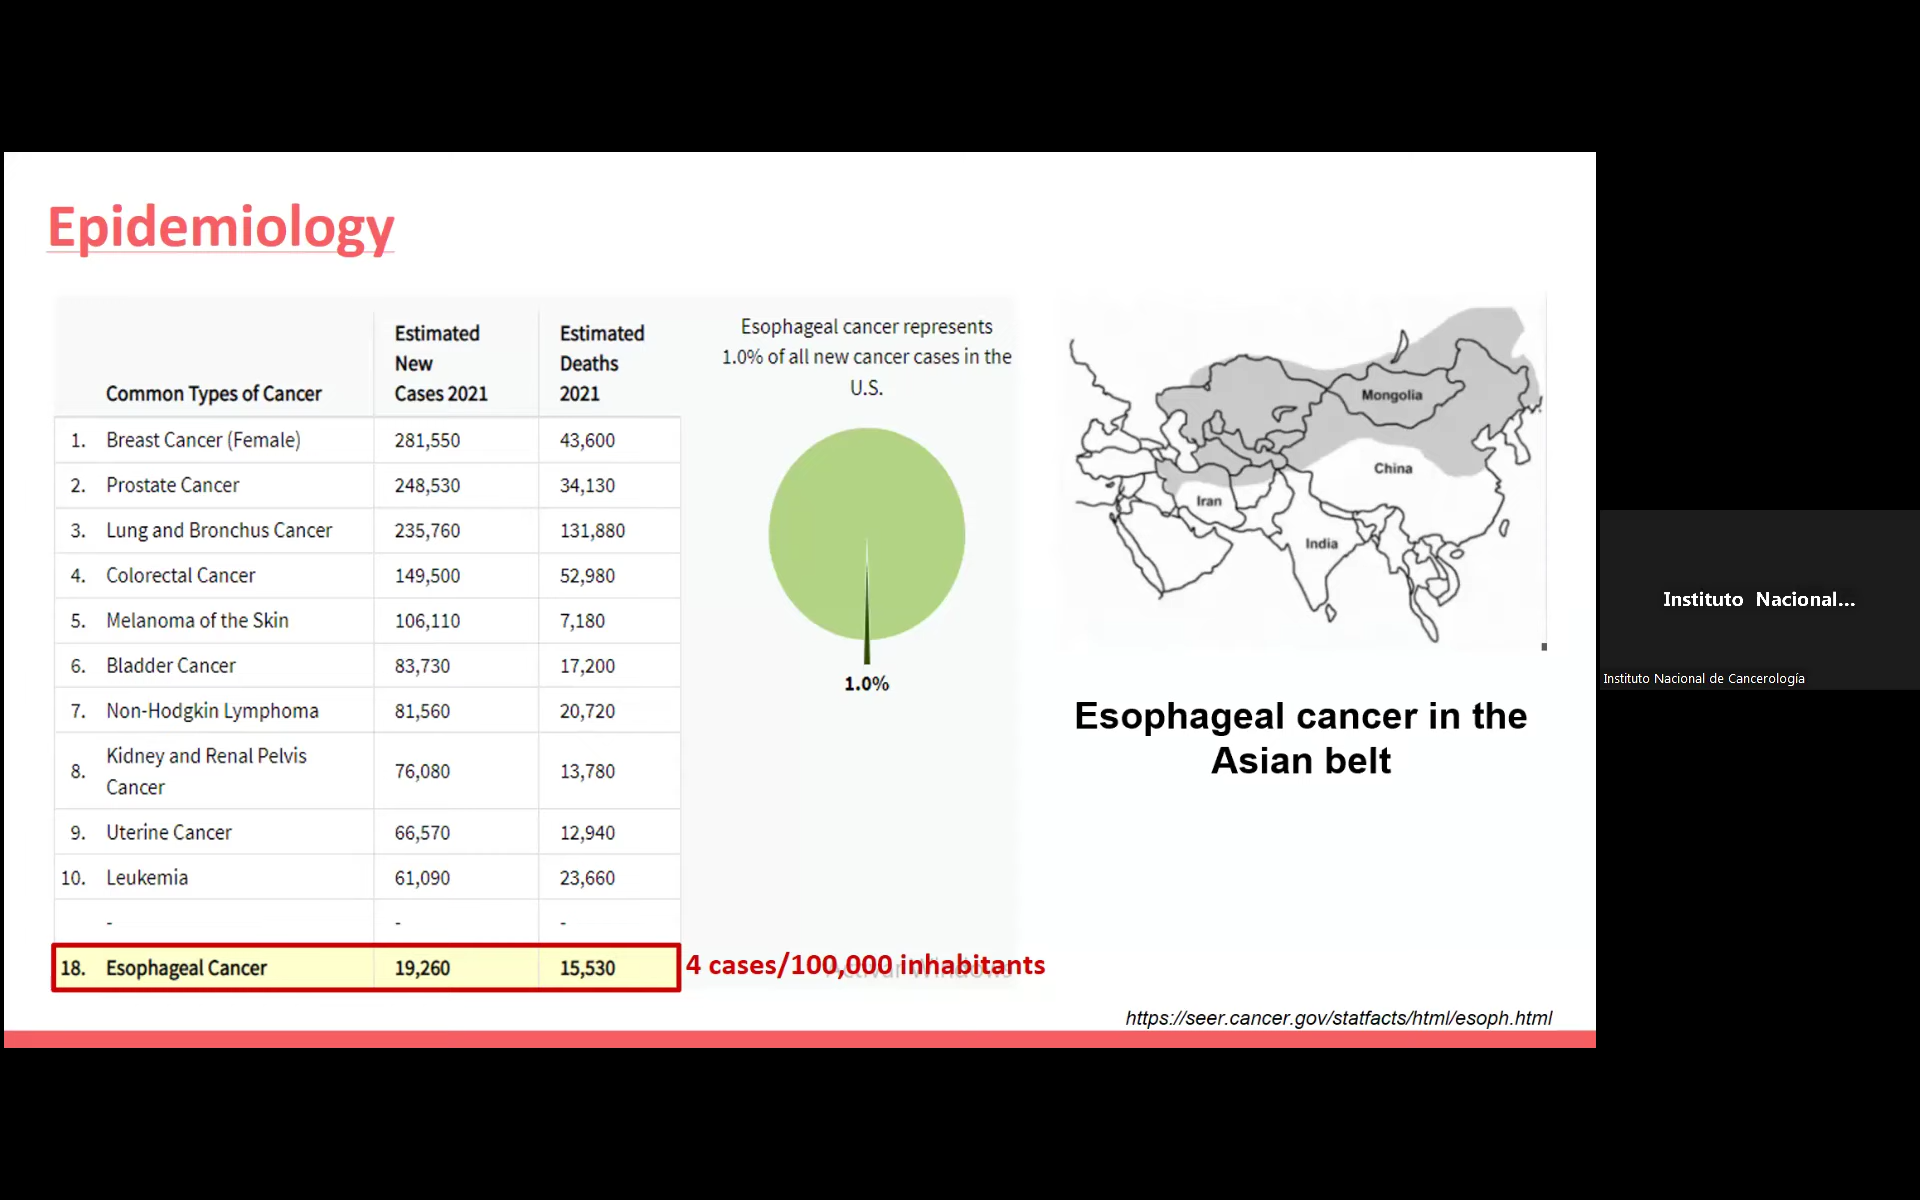 Epidemiology
Common Types of Cancer
Estimated
New
Cases 2021
Estimated
Deaths
2021
1. Breast Cancer (Female) 281,550 43,600
2. Prostate Cancer 248,530 34,130
3. Lung and Bronchus Cancer 235,760 131,880
4. Colorectal Cancer 149,500 52,980
5. Melanoma of the Skin 106,110 7,180
6. Bladder Cancer 83,730 17,200
7. Non-Hodgkin Lymphoma 81,560 20,720
8. Kidney and Renal Pelvis
Cancer 76,080 13,780
9. Uterine Cancer 66,570 12,940
10. Leukemia 61,090 23,660
- - -
18. Esophageal Cancer 19,260 15,530
4 cases/100,000 inhabitants
Activar Windows
Esophageal cancer represents
1.0% of all new cancer cases in the
U.S.
1.0%
Mongolia
China
Iran
India
Esophageal cancer in the
Asian belt
https://seer.cancer.gov/statfacts/html/esoph.html
Instituto Nacional...
Instituto Nacional de Cancerología